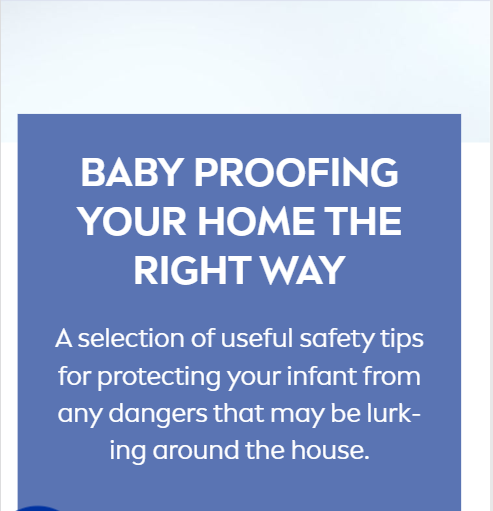 BABY PROOFING
YOUR HOME THE
RIGHT WAY
A selection of useful safety tips
for protecting your infant from
any dangers that may be lurk-
ing around the house.